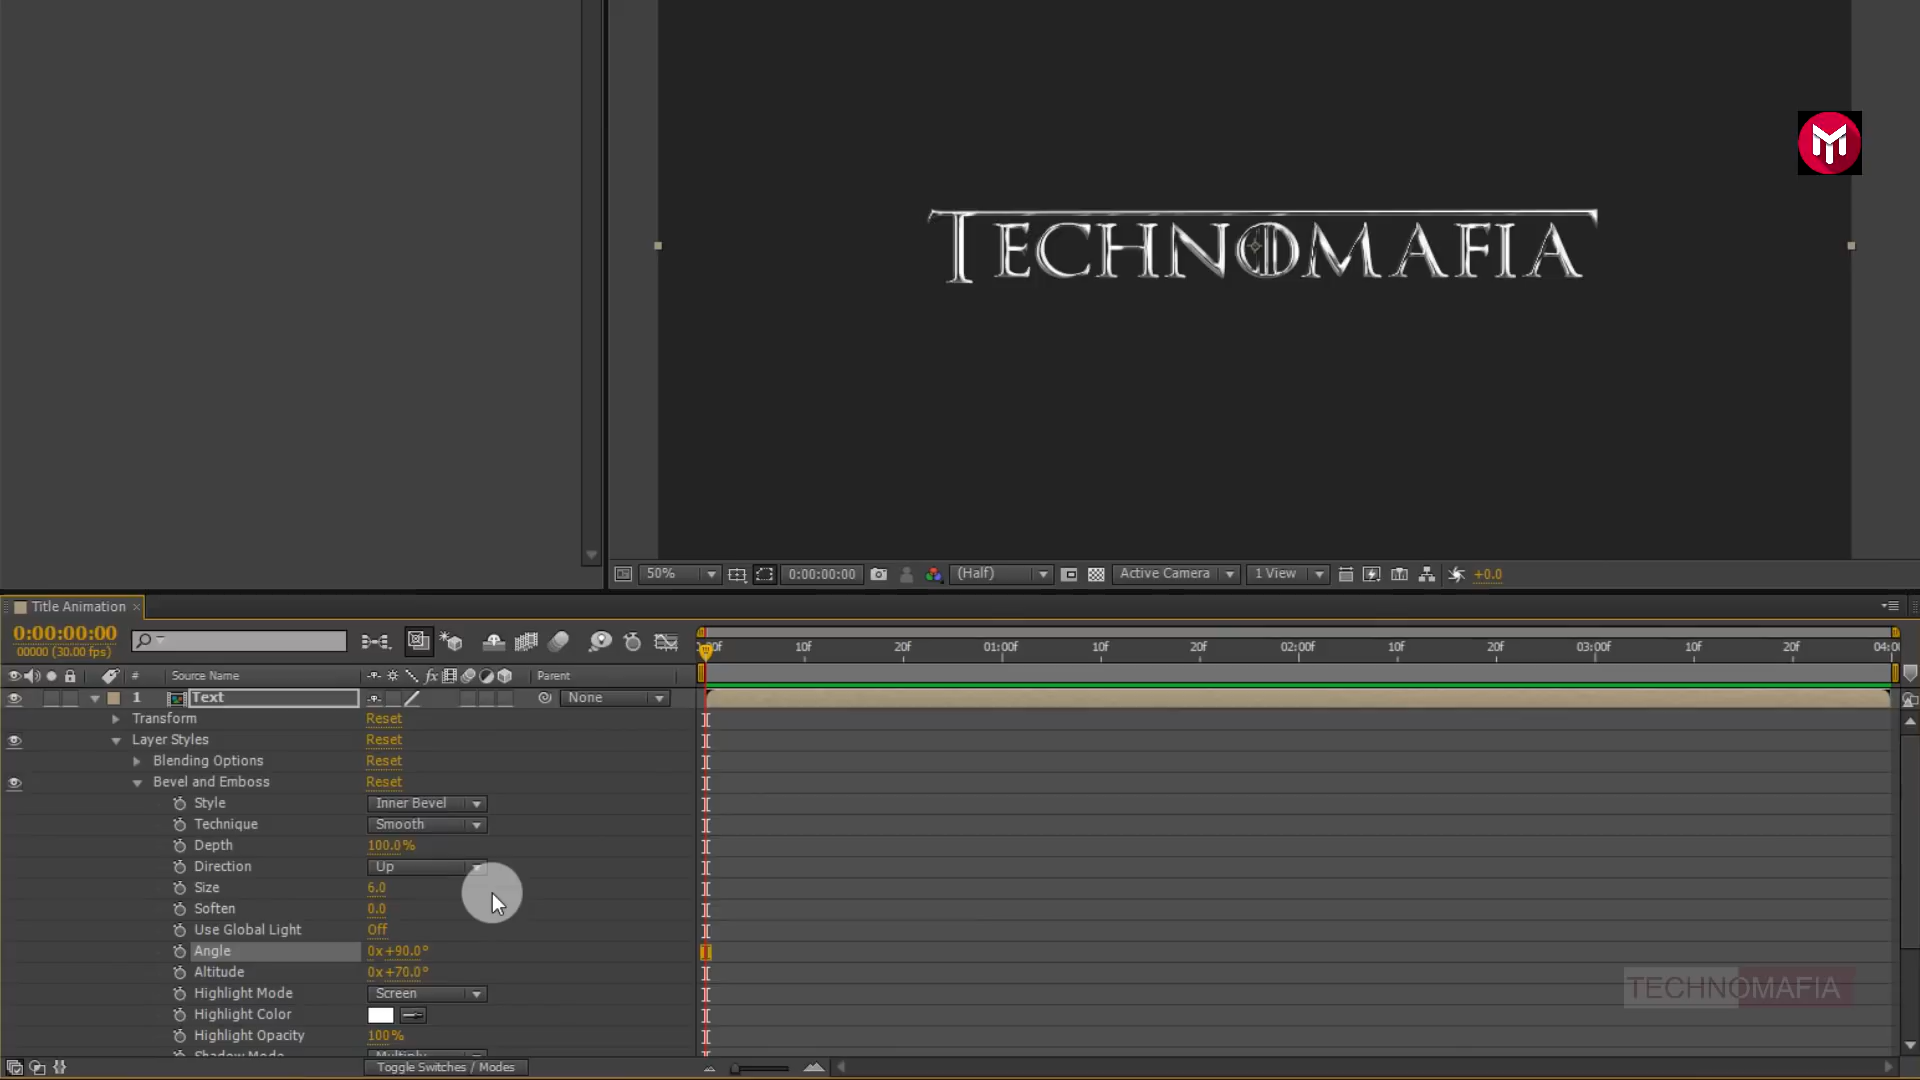 TECHNOMAFIA
50%
0:00:00:00
(Half)
Active Camera
1 View
+0.0
Title Animation
0:00:00:00
00000 (30.00 fps)
10f 20f 01:00f 10f 20f 02:00f 10f 20f 03:00f 10f 20f
# Source Name fx Parent
1 Text None
Transform Reset
Layer Styles Reset
Blending Options Reset
Bevel and Emboss Reset
Style Inner Bevel
Technique Smooth
Depth 100.0%
Direction Up
Size 6.0
Soften 0.0
Use Global Light Off
Angle 0x+90.0°
Altitude 0x+70.0°
Highlight Mode Screen
Highlight Color
Highlight Opacity 100%
Shadow Mode Multiply
Toggle Switches / Modes
TECHNOMAFIA